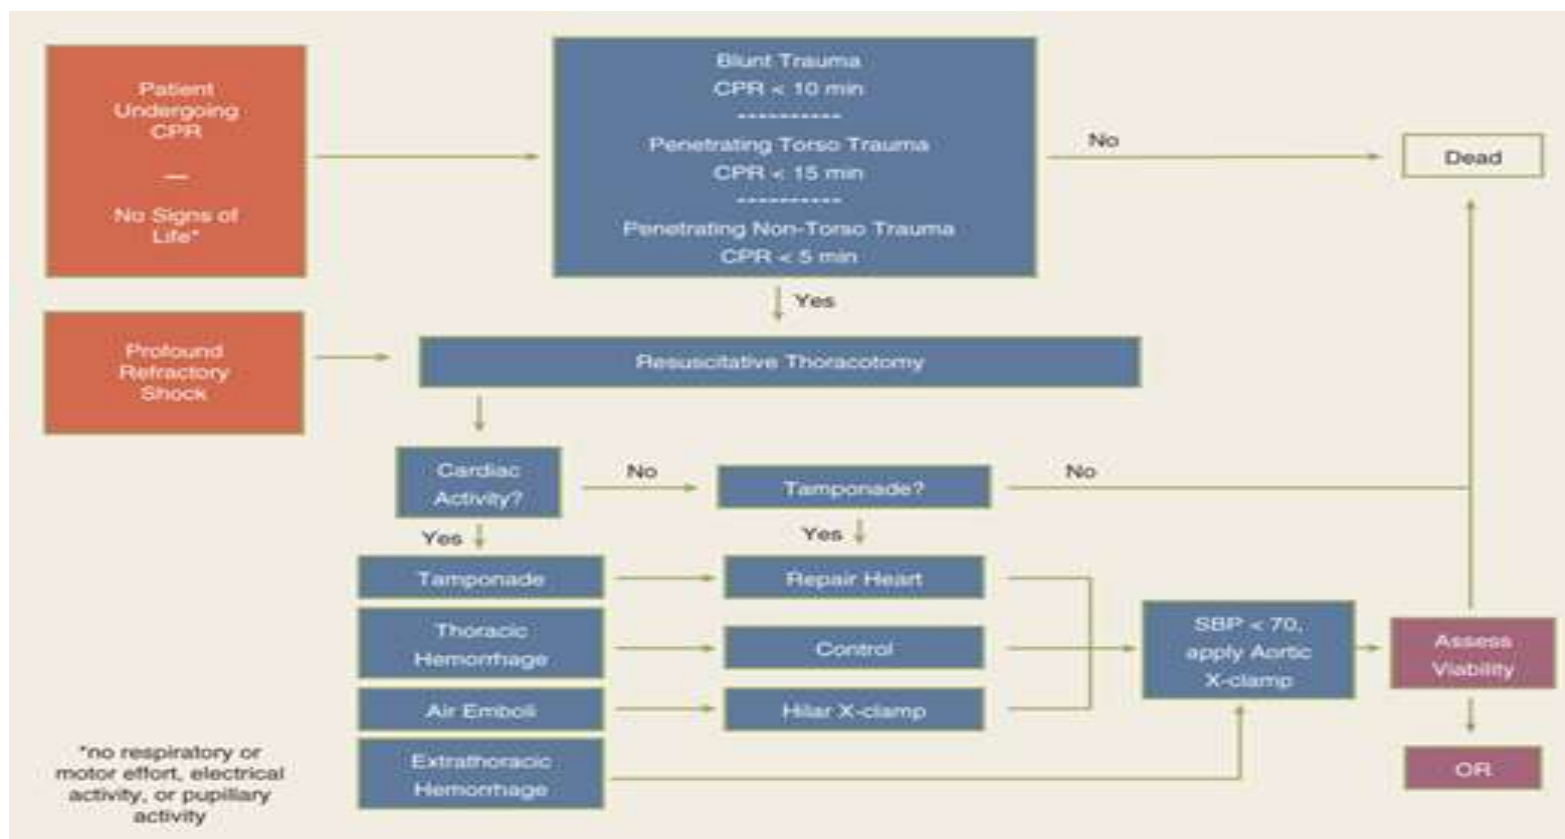 Patient
Undergoing
CPR
—
No Signs of
Life*
Blunt Trauma
CPR < 10 min
----------
Penetrating Torso Trauma
CPR < 15 min
----------
Penetrating Non-Torso Trauma
CPR < 5 min
No
Dead
Yes
Profound
Refractory
Shock
Resuscitative Thoracotomy
Cardiac
Activity?
No
Tamponade?
No
Yes
Yes
Tamponade
Repair Heart
Thoracic
Hemorrhage
Control
SBP < 70,
apply Aortic
X-clamp
Assess
Viability
Air Emboli
Hilar X-clamp
Extrathoracic
Hemorrhage
OR
*no respiratory or
motor effort, electrical
activity, or pupillary
activity